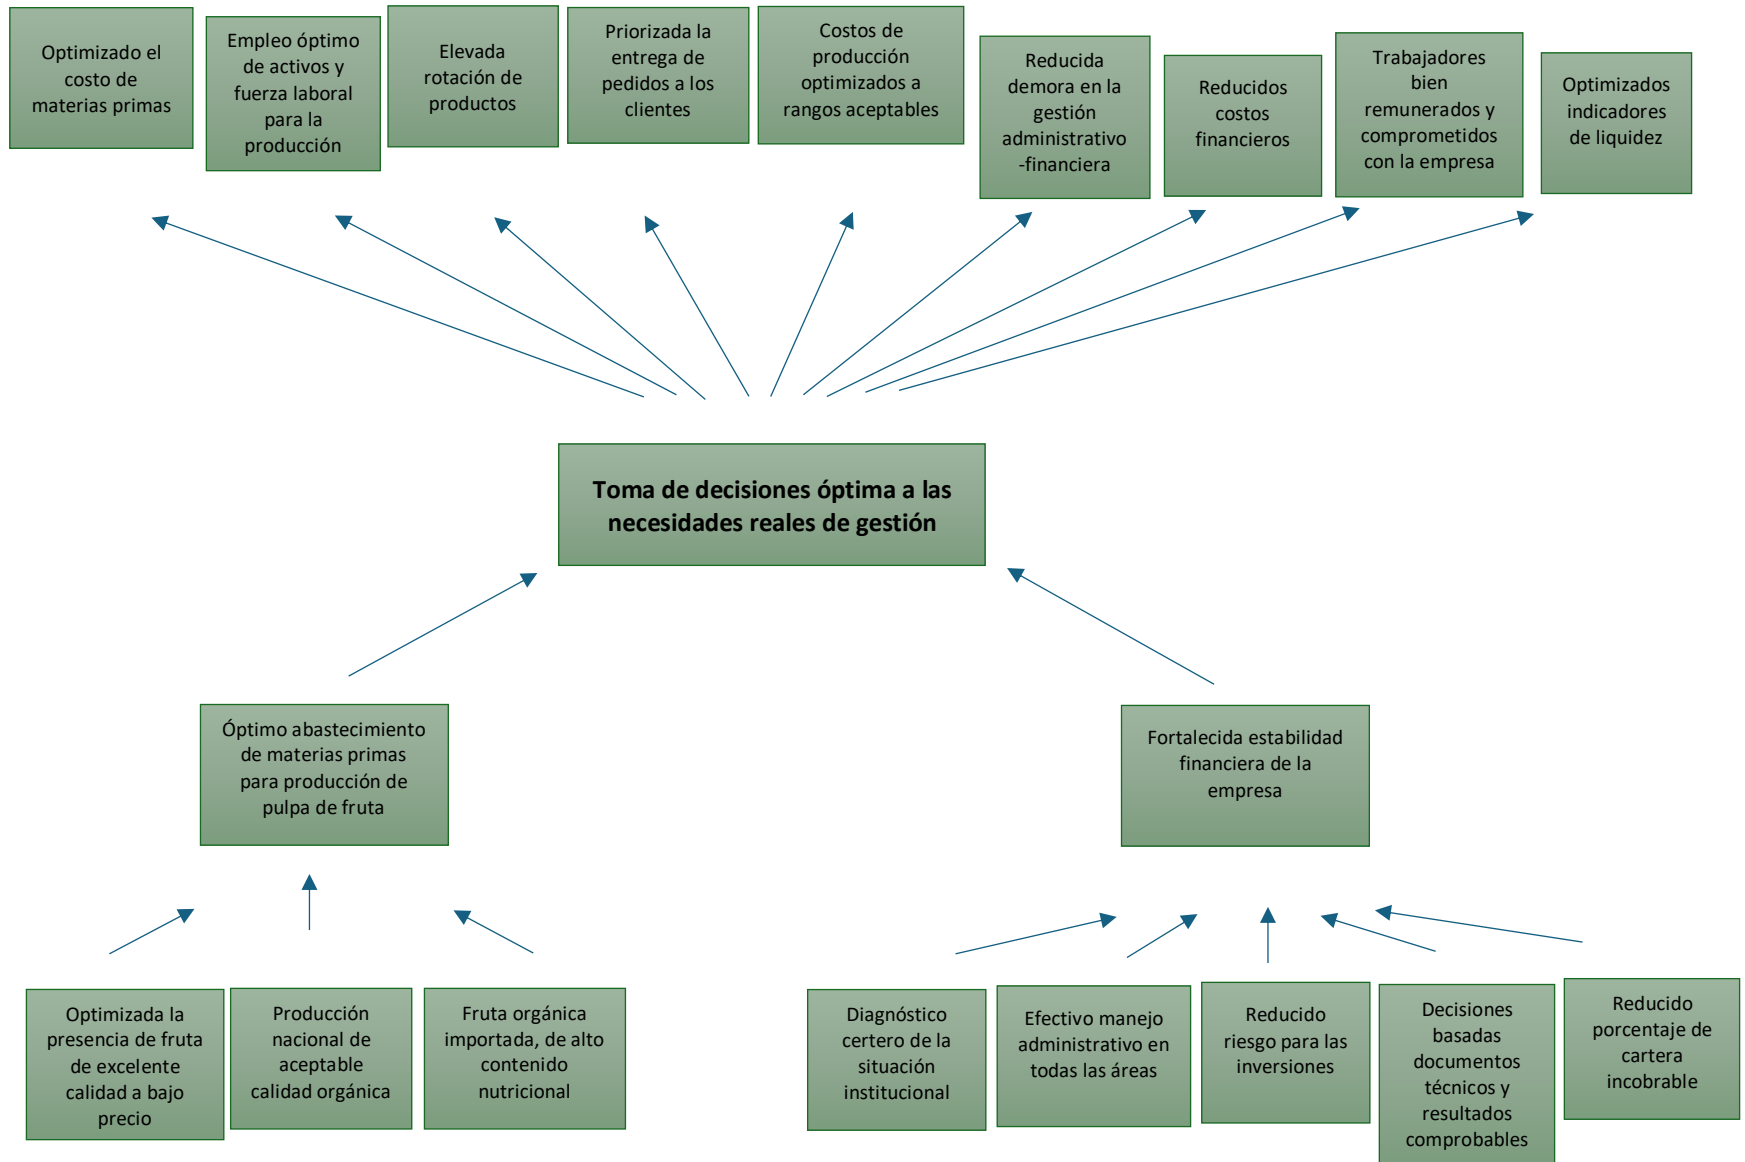 Optimizado el
costo de
materias primas
Empleo óptimo
de activos y
fuerza laboral
para la
producción
Elevada
rotación de
productos
Priorizada la
entrega de
pedidos a los
clientes
Costos de
producción
optimizados a
rangos aceptables
Reducida
demora en la
gestión
administrativo
-financiera
Reducidos
costos
financieros
Trabajadores
bien
remunerados y
comprometidos
con la empresa
Optimizados
indicadores
de liquidez
Toma de decisiones óptima a las
necesidades reales de gestión
Óptimo abastecimiento
de materias primas
para producción de
pulpa de fruta
Fortalecida estabilidad
financiera de la
empresa
Optimizada la
presencia de fruta
de excelente
calidad a bajo
precio
Producción
nacional de
aceptable
calidad orgánica
Fruta orgánica
importada, de alto
contenido
nutricional
Diagnóstico
certero de la
situación
institucional
Efectivo manejo
administrativo en
todas las áreas
Reducido
riesgo para las
inversiones
Decisiones
basadas
documentos
técnicos y
resultados
comprobables
Reducido
porcentaje de
cartera
incobrable